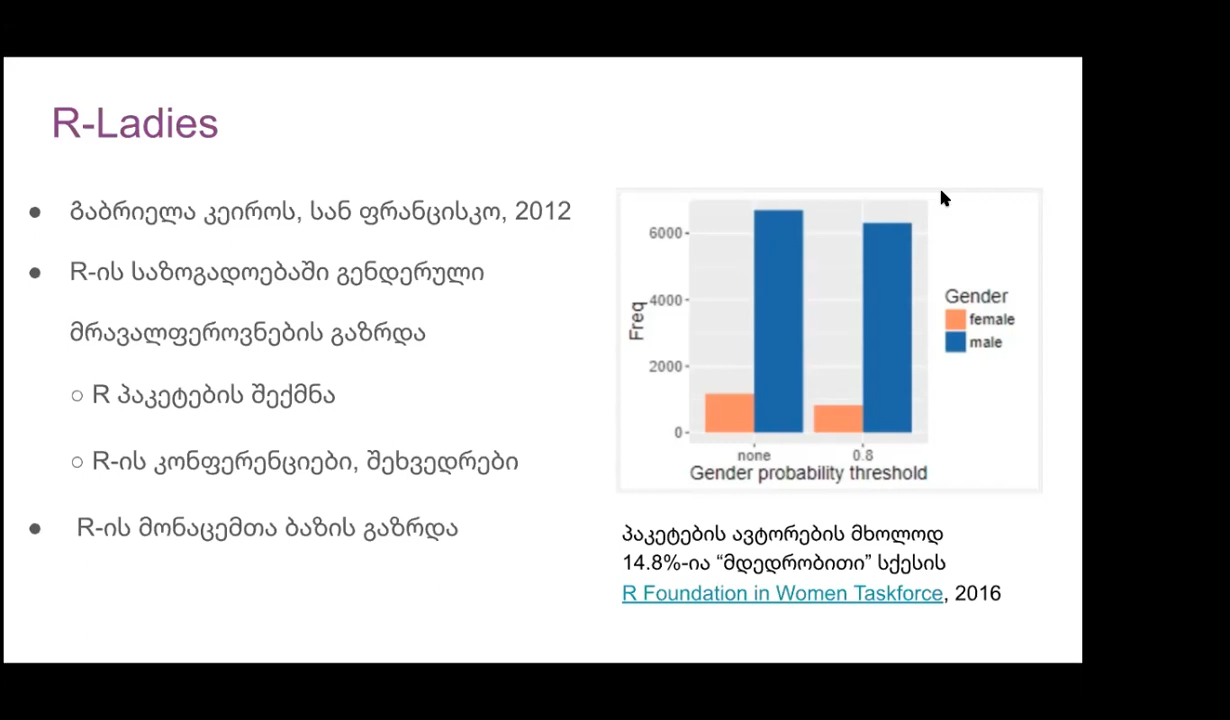 R-Ladies
● გაბრიელა კეიროს, სან ფრანცისკო, 2012
● R-ის საზოგადოებაში გენდერული
მრავალფეროვნების გაზრდა
○ R პაკეტების შექმნა
○ R-ის კონფერენციები, შეხვედრები
● R-ის მონაცემთა ბაზის გაზრდა
6000
4000
2000
0
Freq
none 0.8
Gender probability threshold
Gender
female
male
პაკეტების ავტორების მხოლოდ
14.8%-ია “მდედრობითი” სქესის
R Foundation in Women Taskforce, 2016